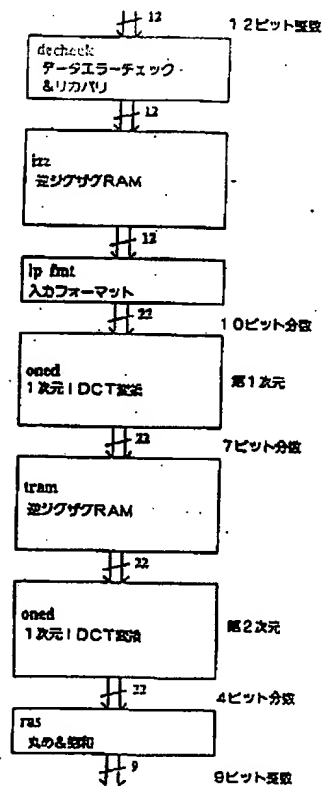 12
12ビット整数
decheck
データエラーチェック
&リカバリ
12
izz
逆ジグザグRAM
12
ip fmt
入力フォーマット
22
10ビット分数
oned
1次元IDCT変換
第1次元
22
7ビット分数
tram
逆ジグザグRAM
22
oned
1次元IDCT変換
第2次元
22
4ビット分数
ras
丸め&飽和
9
9ビット整数